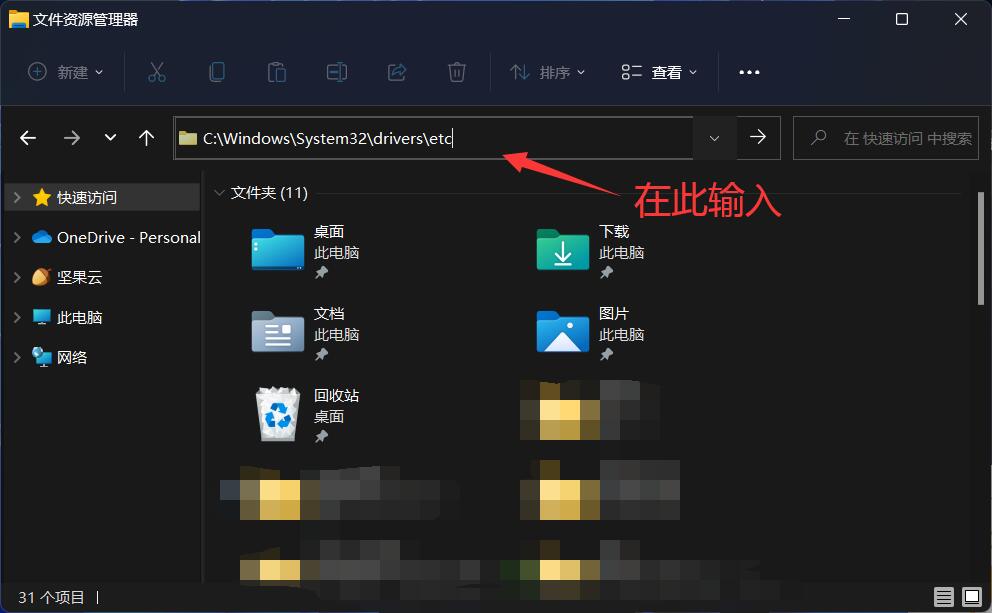 文件资源管理器
新建
排序
查看
C:\Windows\System32\drivers\etc
在 快速访问 中搜索
在此输入
快速访问
OneDrive - Personal
坚果云
此电脑
网络
文件夹 (11)
桌面
此电脑
下载
此电脑
文档
此电脑
图片
此电脑
回收站
桌面
31 个项目